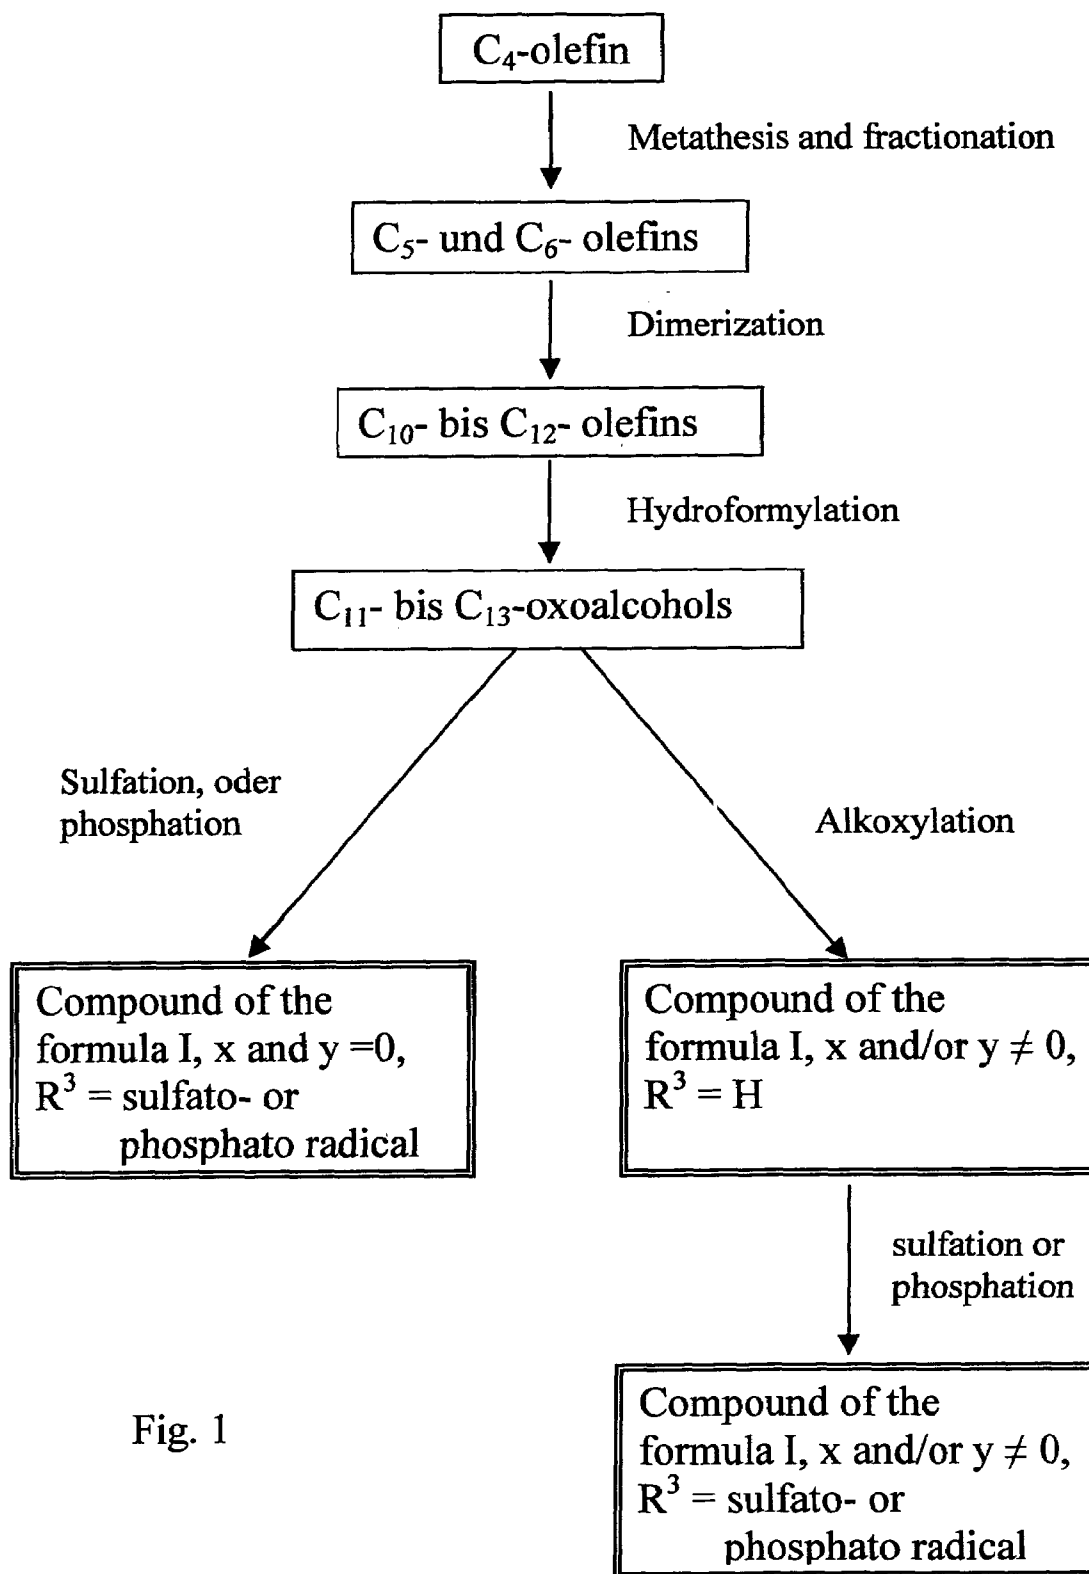 C₄-olefin
Metathesis and fractionation
C₅- und C₆- olefins
Dimerization
C₁₀- bis C₁₂- olefins
Hydroformylation
C₁₁- bis C₁₃-oxoalcohols
Sulfation, oder
phosphation
Alkoxylation
Compound of the
formula I, x and y =0,
R³ = sulfato- or
phosphato radical
Compound of the
formula I, x and/or y ≠ 0,
R³ = H
sulfation or
phosphation
Compound of the
formula I, x and/or y ≠ 0,
R³ = sulfato- or
phosphato radical
Fig. 1